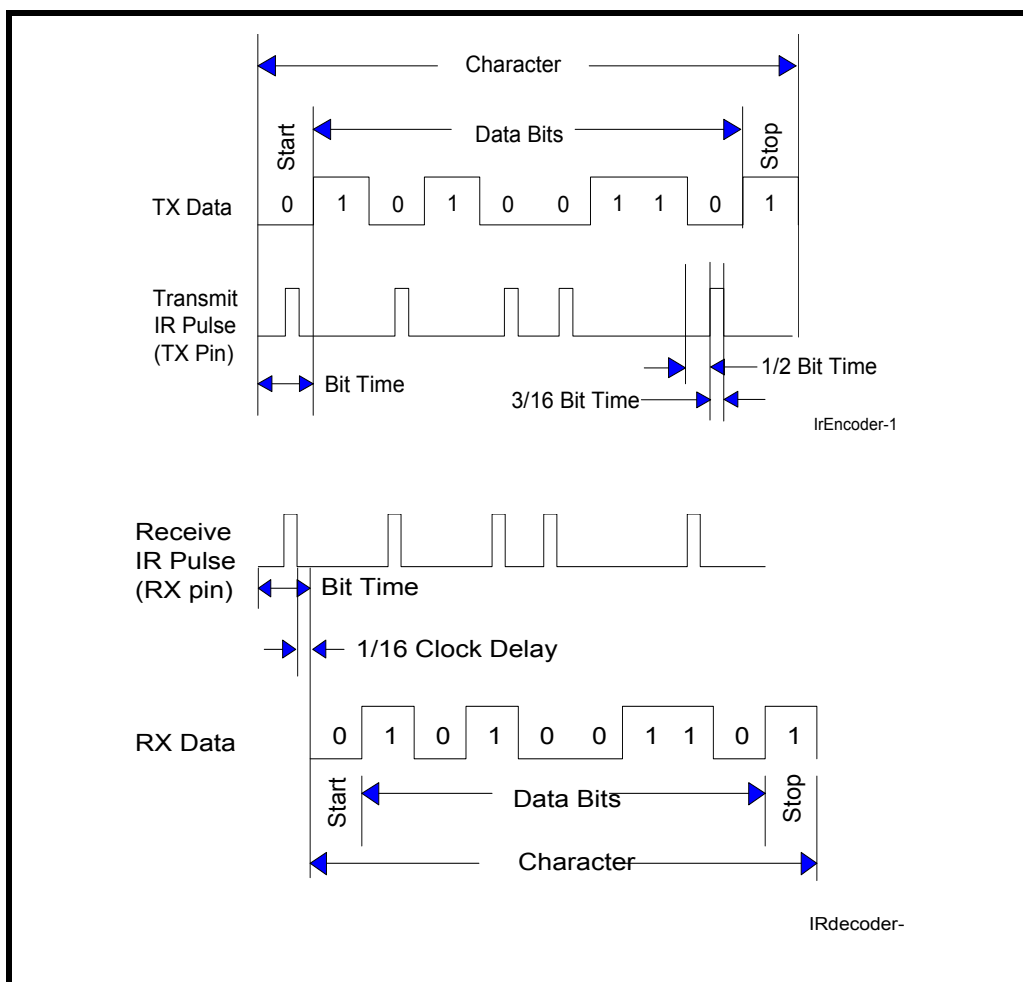 Character
Start
Data Bits
Stop
TX Data
0 1 0 1 0 0 1 1 0 1
Transmit
IR Pulse
(TX Pin)
Bit Time
1/2 Bit Time
3/16 Bit Time
IrEncoder-1
Receive
IR Pulse
(RX pin)
Bit Time
1/16 Clock Delay
RX Data
0 1 0 1 0 0 1 1 0 1
Start
Data Bits
Stop
Character
IRdecoder-